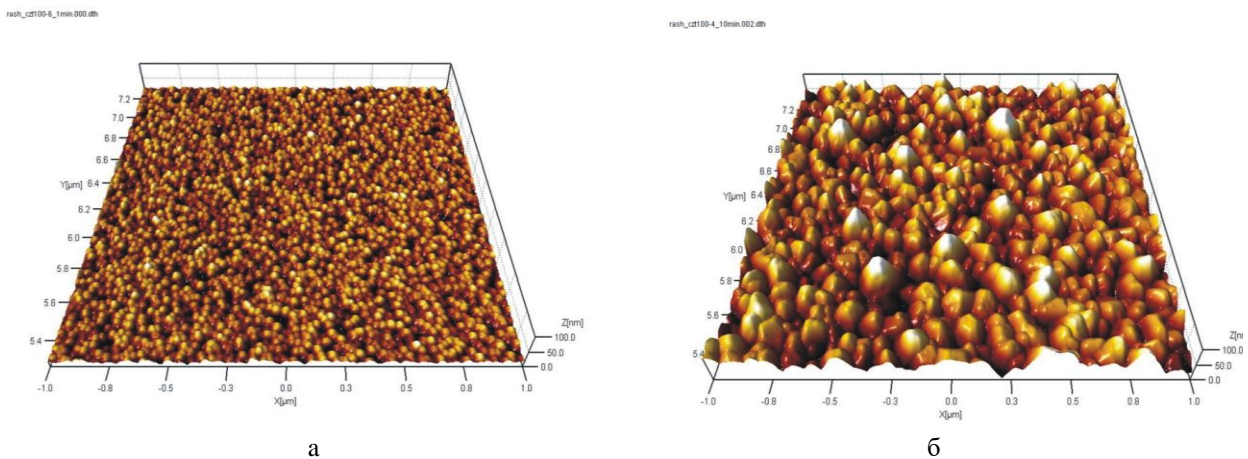 rash_czt100-6_1min.000.dth
7.2
7.0
6.8
6.6
Y[µm] 6.4
6.2
6.0
5.8
5.6
5.4
Z[nm]
100.0
50.0
0.0
-1.0 -0.8 -0.5 -0.3 0.0 0.3 0.5 0.8 1.0
X[µm]
а
rash_czt100-4_10min.002.dth
7.2
7.0
6.8
6.6
Y[µm] 6.4
6.2
6.0
5.8
5.6
5.4
Z[nm]
100.0
50.0
0.0
-1.0 -0.8 -0.5 -0.3 0.0 0.3 0.5 0.8 1.0
X[µm]
б